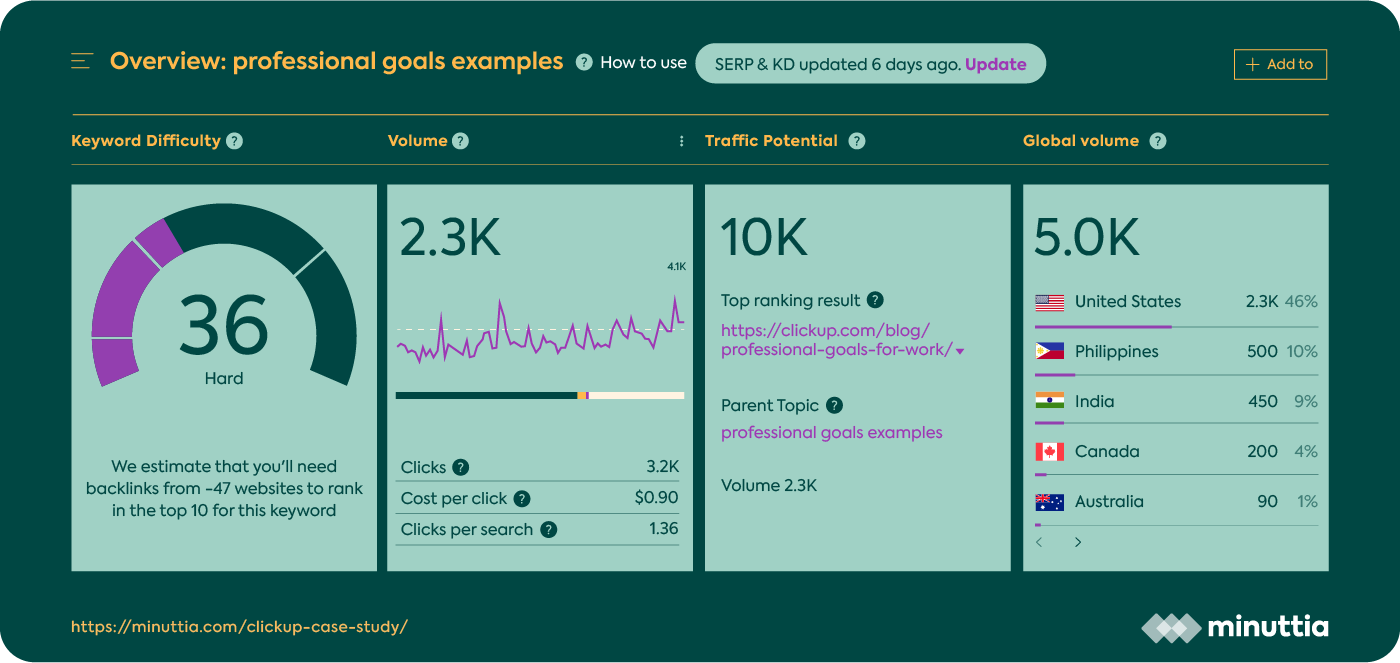 Overview: professional goals examples ? How to use SERP & KD updated 6 days ago. Update + Add to
Keyword Difficulty ?
Volume ?
Traffic Potential ?
Global volume ?
36
Hard
We estimate that you'll need
backlinks from -47 websites to rank
in the top 10 for this keyword
2.3K
4.1K
Clicks ? 3.2K
Cost per click ? $0.90
Clicks per search ? 1.36
10K
Top ranking result ?
https://clickup.com/blog/
professional-goals-for-work/
Parent Topic ?
professional goals examples
Volume 2.3K
5.0K
United States 2.3K 46%
Philippines 500 10%
India 450 9%
Canada 200 4%
Australia 90 1%
https://minuttia.com/clickup-case-study/
minuttia